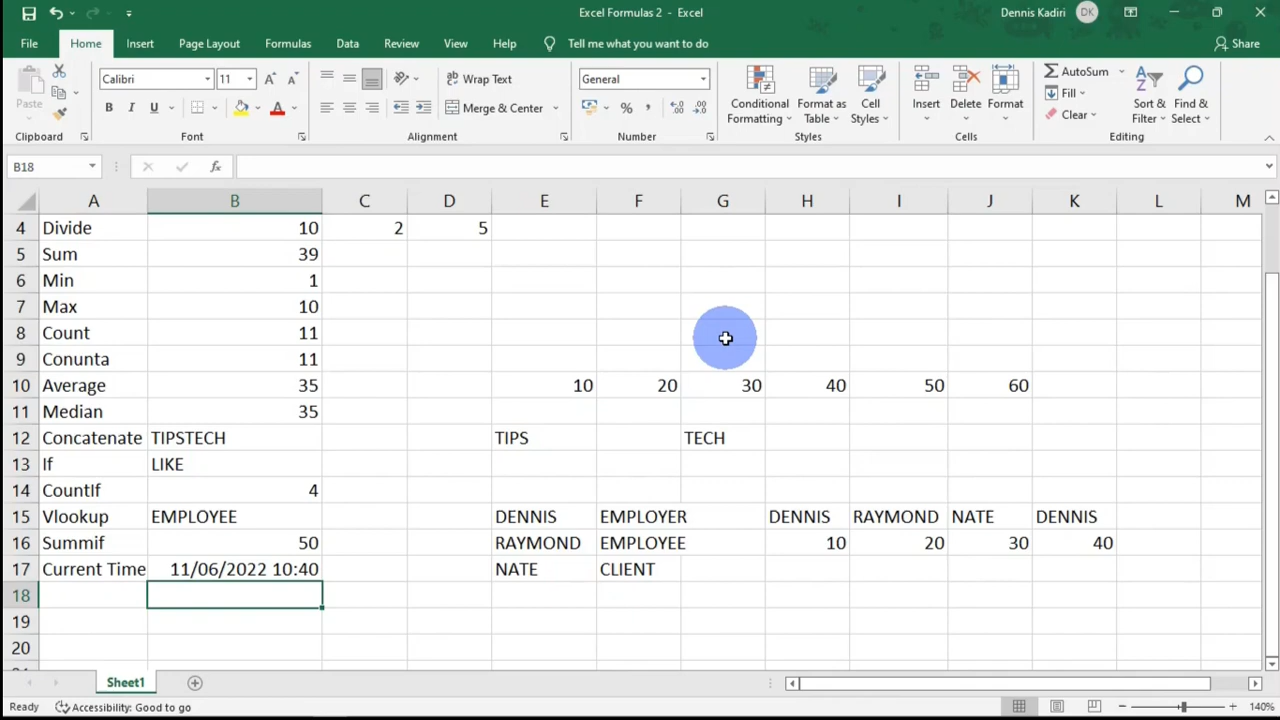 Excel Formulas 2 - Excel
Dennis Kadiri DK
File Home Insert Page Layout Formulas Data Review View Help Tell me what you want to do Share
Paste
Clipboard
Calibri 11
B I U
Font
Wrap Text
Merge & Center
Alignment
General
Number
Conditional Formatting
Format as Table
Cell Styles
Styles
Insert
Delete
Format
Cells
AutoSum
Fill
Clear
Sort & Filter
Find & Select
Editing
B18 fx
A B C D E F G H I J K L M
4 Divide 10 2 5
5 Sum 39
6 Min 1
7 Max 10
8 Count 11
9 Conunta 11
10 Average 35 10 20 30 40 50 60
11 Median 35
12 Concatenate TIPSTECH TIPS TECH
13 If LIKE
14 CountIf 4
15 Vlookup EMPLOYEE DENNIS EMPLOYER DENNIS RAYMOND NATE DENNIS
16 Summif 50 RAYMOND EMPLOYEE 10 20 30 40
17 Current Time 11/06/2022 10:40 NATE CLIENT
18
19
20
Sheet1
Ready Accessibility: Good to go 140%